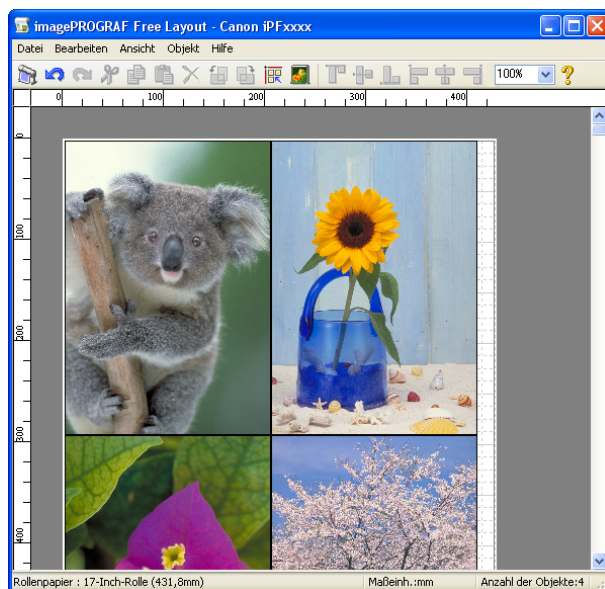 imagePROGRAF Free Layout - Canon iPFxxxx
Datei Bearbeiten Ansicht Objekt Hilfe
100%
0 100 200 300 400
0
100
200
300
400
Rollenpapier : 17-Inch-Rolle (431,8mm) Maßeinh.:mm Anzahl der Objekte:4